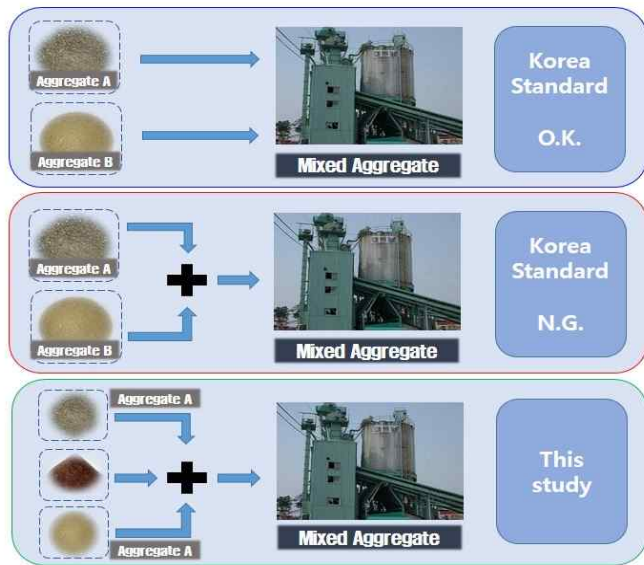 Aggregate A
Aggregate B
Mixed Aggregate
Korea
Standard
O.K.
Aggregate A
Aggregate B
Mixed Aggregate
Korea
Standard
N.G.
Aggregate A
Aggregate A
Mixed Aggregate
This
study